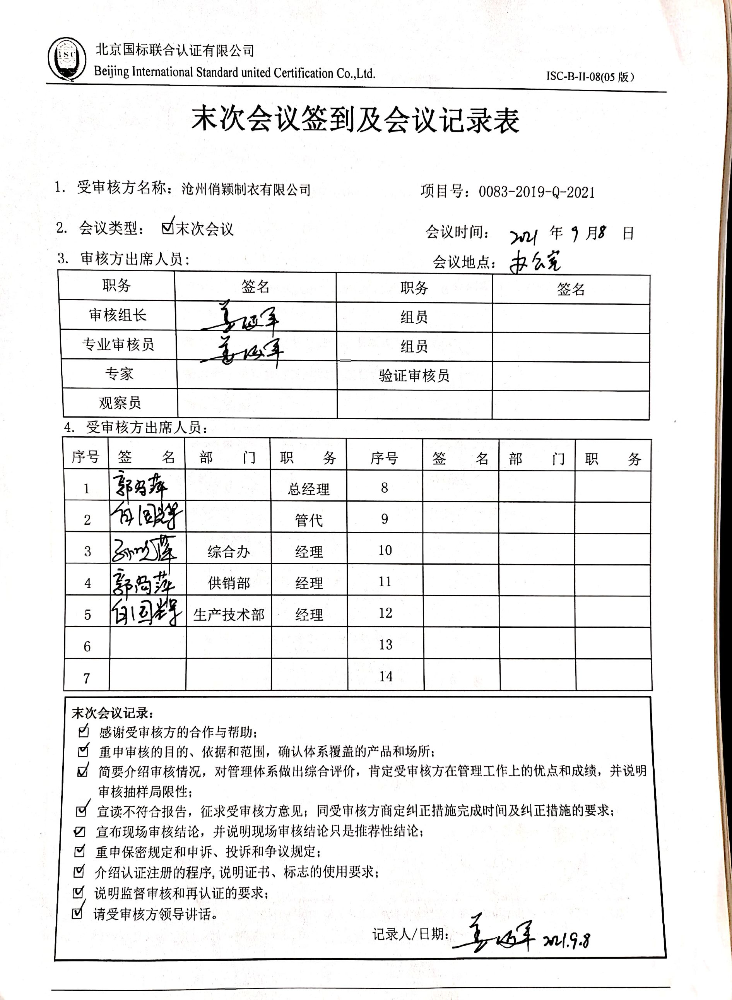 ISC
北京国标联合认证有限公司
Beijing International Standard united Certification Co.,Ltd.
ISC-B-II-08(05 版)
末次会议签到及会议记录表
1. 受审核方名称: 沧州俏颖制衣有限公司 项目号: 0083-2019-Q-2021
2. 会议类型: ☑末次会议 会议时间: 2021 年 9 月 8 日
3. 审核方出席人员: 会议地点: 办公室
职务 签名 职务 签名
审核组长 组员
专业审核员 组员
专家 验证审核员
观察员
4. 受审核方出席人员:
序号 签 名 部 门 职 务 序号 签 名 部 门 职 务
1 总经理 8
2 白国辉 管代 9
3 综合办 经理 10
4 郭尚萍 供销部 经理 11
5 白国辉 生产技术部 经理 12
6 13
7 14
末次会议记录:
☑ 感谢受审核方的合作与帮助;
☑ 重申审核的目的、依据和范围，确认体系覆盖的产品和场所;
☑ 简要介绍审核情况，对管理体系做出综合评价，肯定受审核方在管理工作上的优点和成绩，并说明
审核抽样局限性;
☑ 宣读不符合报告，征求受审核方意见；同受审核方商定纠正措施完成时间及纠正措施的要求;
☑ 宣布现场审核结论，并说明现场审核结论只是推荐性结论;
☑ 重申保密规定和申诉、投诉和争议规定;
☑ 介绍认证注册的程序,说明证书、标志的使用要求;
☑ 说明监督审核和再认证的要求;
☑ 请受审核方领导讲话。
记录人/日期: 2021.9.8